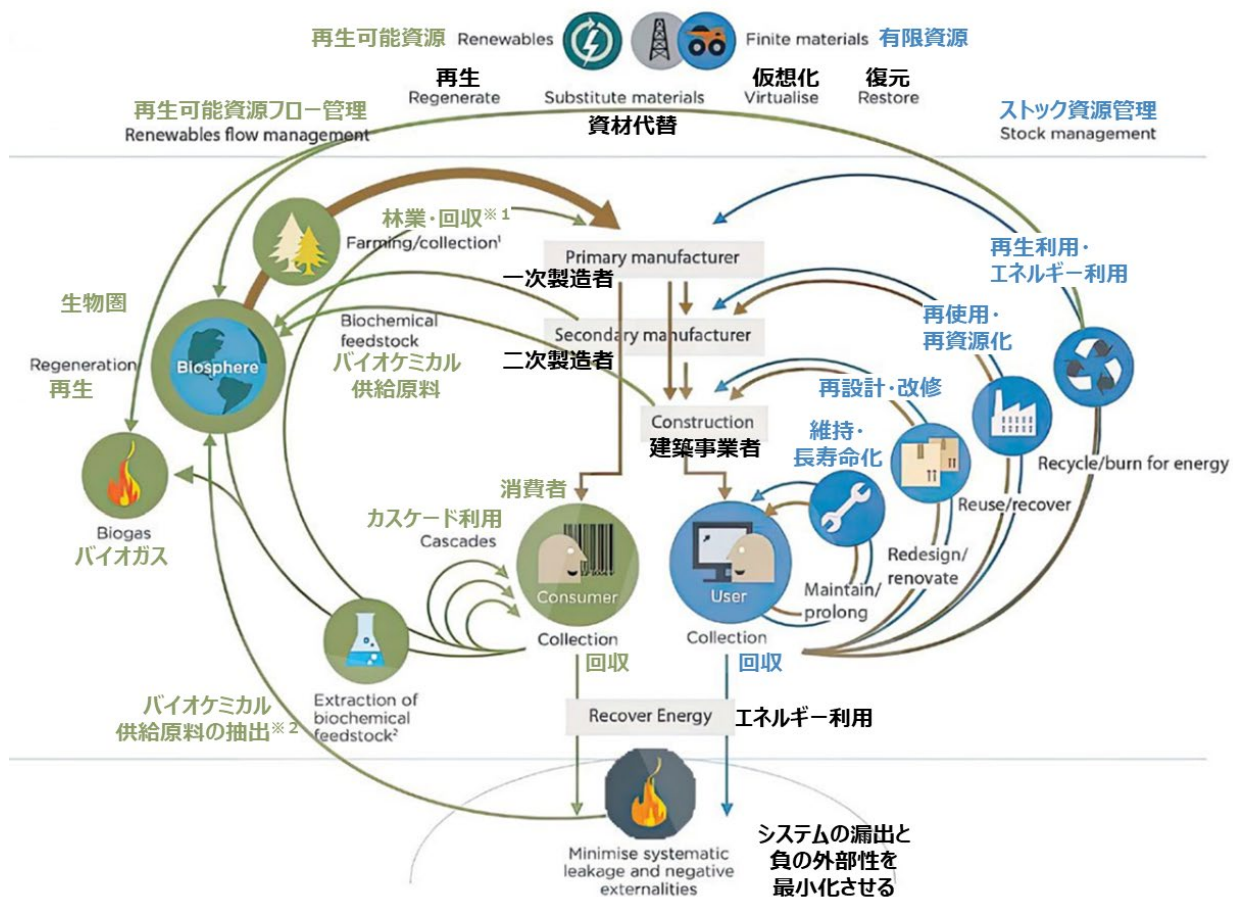 再生可能資源 Renewables
Finite materials 有限資源
再生
Regenerate
Substitute materials
資材代替
仮想化
Virtualise
復元
Restore
再生可能資源フロー管理
Renewables flow management
ストック資源管理
Stock management
林業・回収※1
Farming/collection¹
Primary manufacturer
一次製造者
再生利用・
エネルギー利用
生物圏
Biosphere
Regeneration
再生
Biochemical
feedstock
バイオケミカル
供給原料
Secondary manufacturer
二次製造者
再使用・
再資源化
Construction
建築事業者
再設計・改修
維持・
長寿命化
Recycle/burn for energy
Reuse/recover
Redesign/
renovate
Maintain/
prolong
Biogas
バイオガス
消費者
カスケード利用
Cascades
Consumer
User
Collection
回収
Collection
回収
バイオケミカル
供給原料の抽出※2
Extraction of
biochemical
feedstock²
Recover Energy
エネルギー利用
Minimise systematic
leakage and negative
externalities
システムの漏出と
負の外部性を
最小化させる